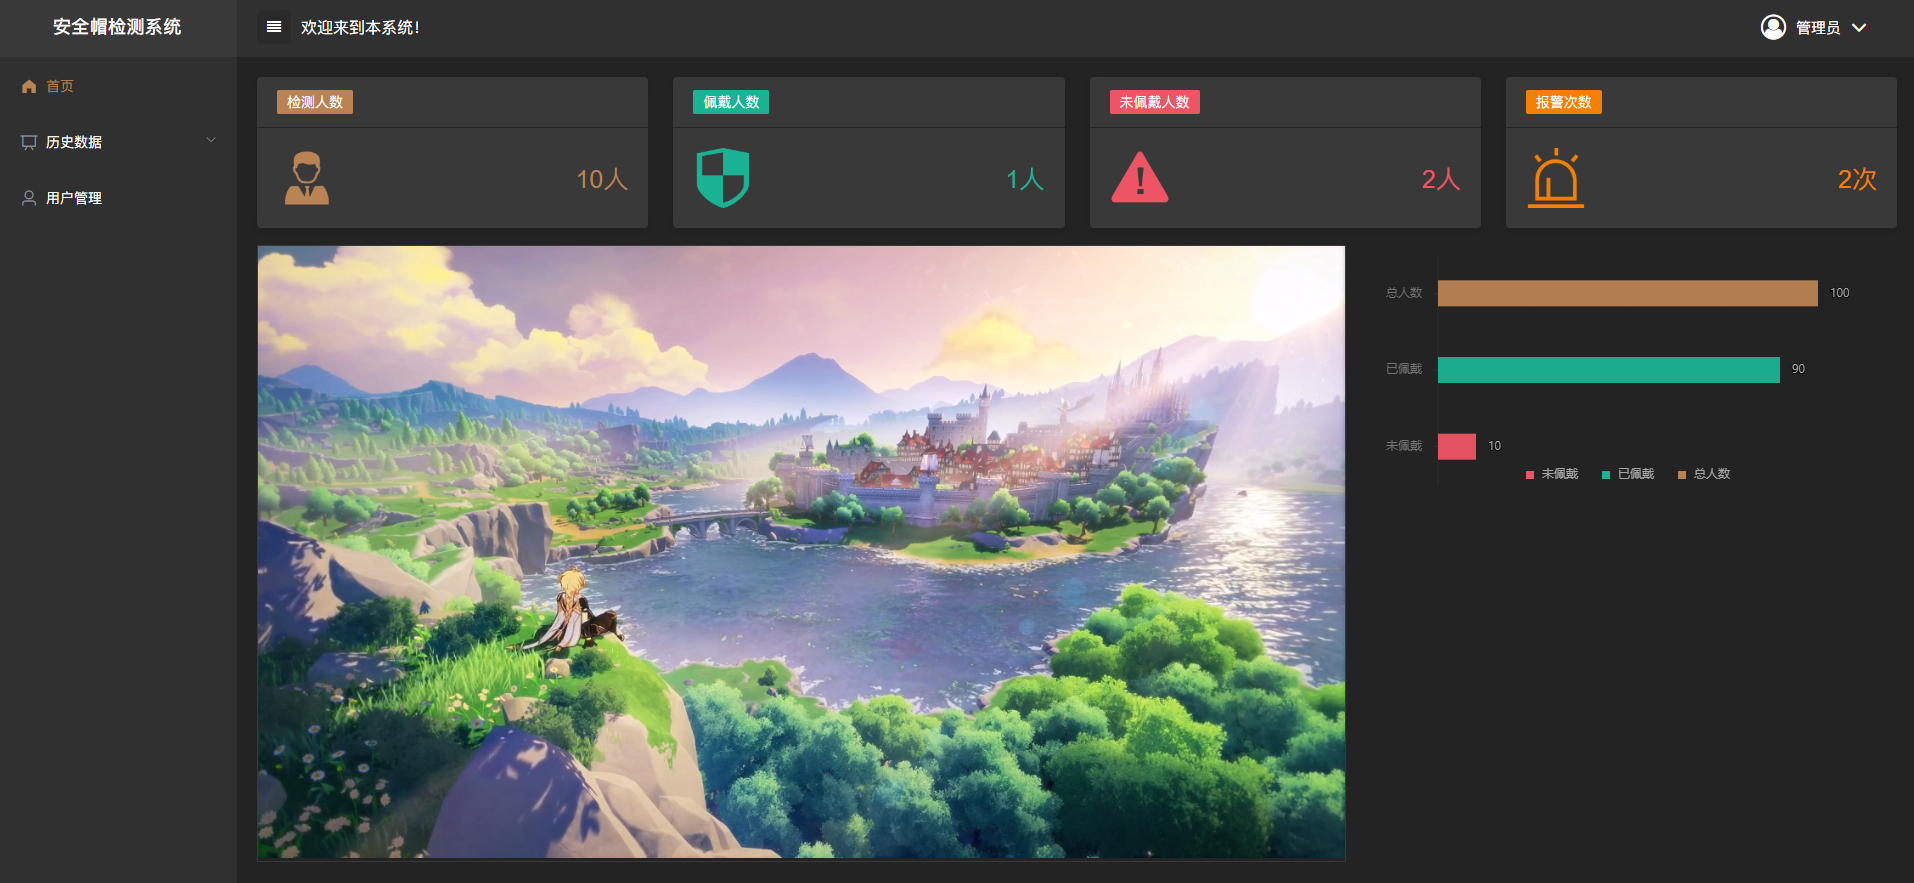 安全帽检测系统
欢迎来到本系统!
管理员
首页
历史数据
用户管理
检测人数
10人
佩戴人数
1人
未佩戴人数
2人
报警次数
2次
总人数 100
已佩戴 90
未佩戴 10
未佩戴 已佩戴 总人数